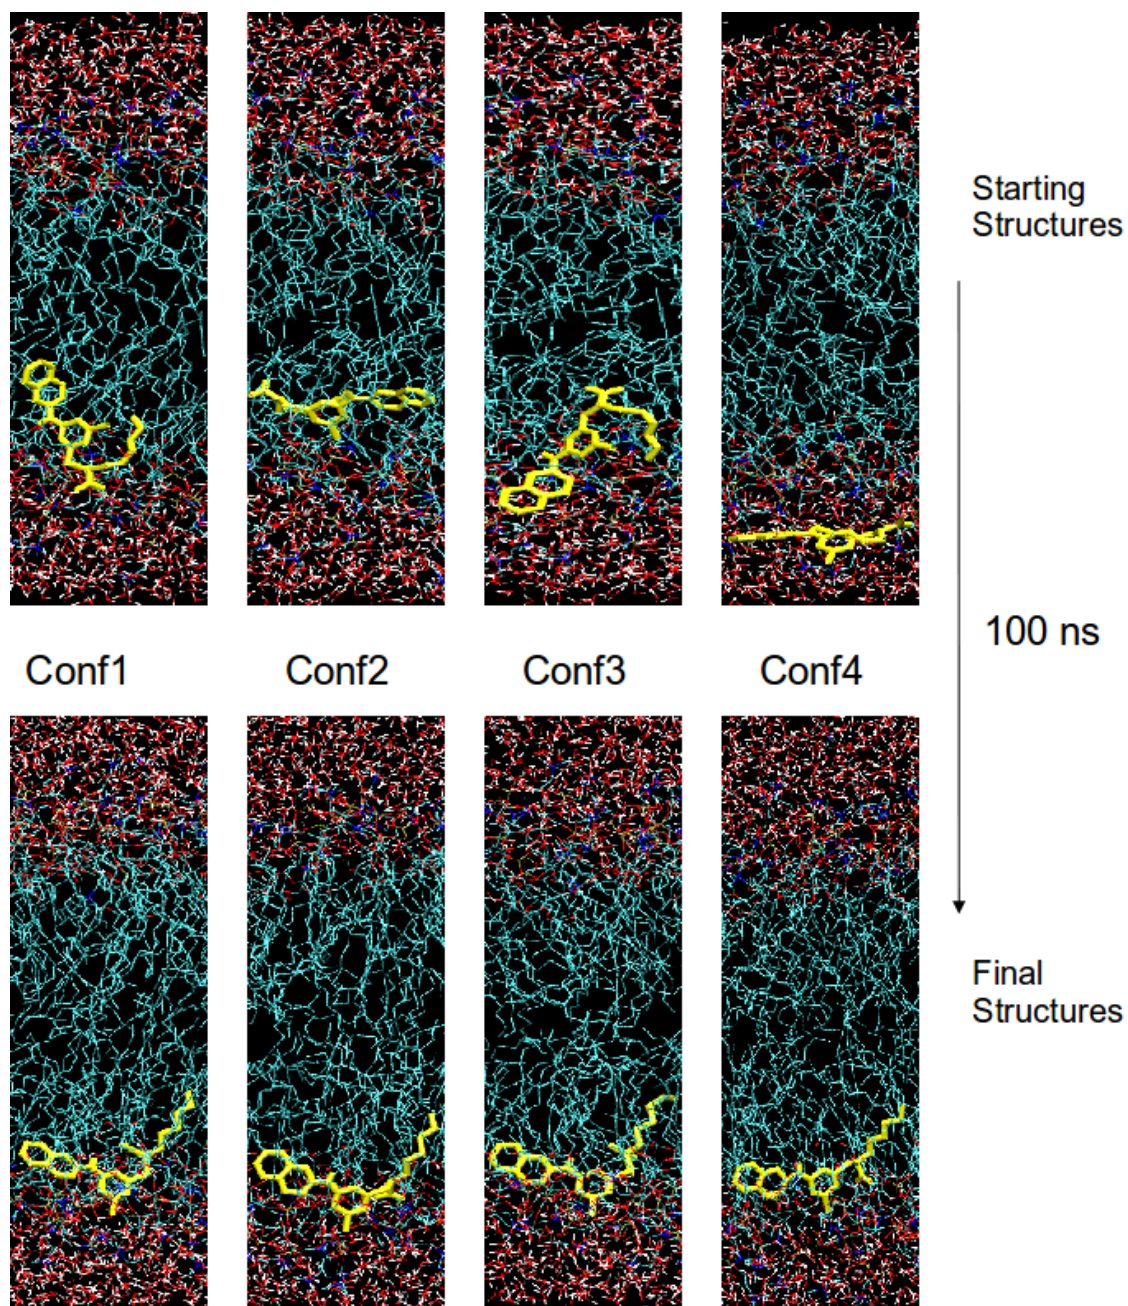 Starting
Structures
100 ns
Conf1
Conf2
Conf3
Conf4
Final
Structures